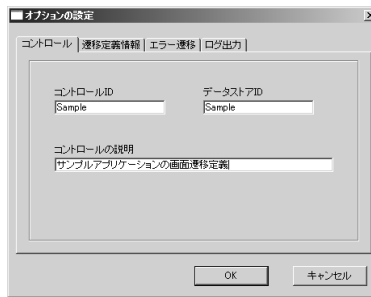 オプションの設定
コントロール 遷移定義情報 エラー遷移 ログ出力
コントロールID データストアID
Sample Sample
コントロールの説明
サンプルアプリケーションの画面遷移定義
OK キャンセル